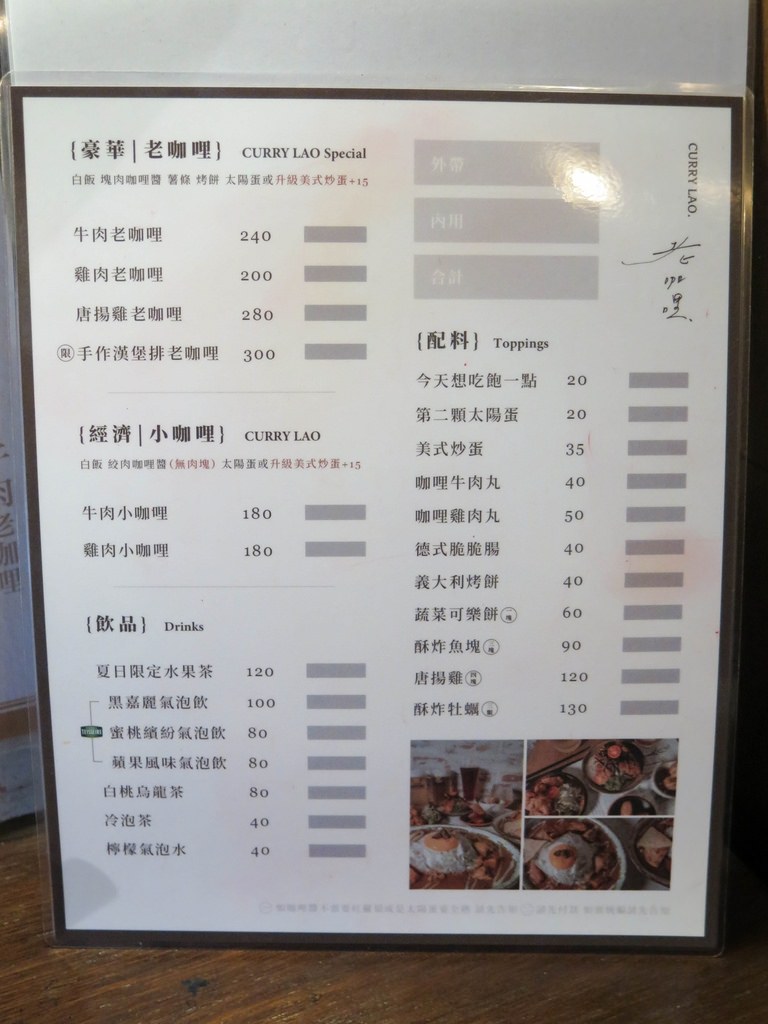 {豪華|老咖哩} CURRY LAO Special
白飯 塊肉咖哩醬 薯條 烤餅 太陽蛋或升級美式炒蛋+15
牛肉老咖哩 240
雞肉老咖哩 200
唐揚雞老咖哩 280
限 手作漢堡排老咖哩 300
{經濟|小咖哩} CURRY LAO
白飯 絞肉咖哩醬(無肉塊) 太陽蛋或升級美式炒蛋+15
牛肉小咖哩 180
雞肉小咖哩 180
{飲品} Drinks
夏日限定水果茶 120
黑嘉麗氣泡飲 100
蜜桃繽紛氣泡飲 80
蘋果風味氣泡飲 80
白桃烏龍茶 80
冷泡茶 40
檸檬氣泡水 40
外帶
內用
合計
CURRY LAO.
老咖哩
{配料} Toppings
今天想吃飽一點 20
第二顆太陽蛋 20
美式炒蛋 35
咖哩牛肉丸 40
咖哩雞肉丸 50
德式脆脆腸 40
義大利烤餅 40
蔬菜可樂餅 60
酥炸魚塊 90
唐揚雞 120
酥炸牡蠣 130
肉老咖哩